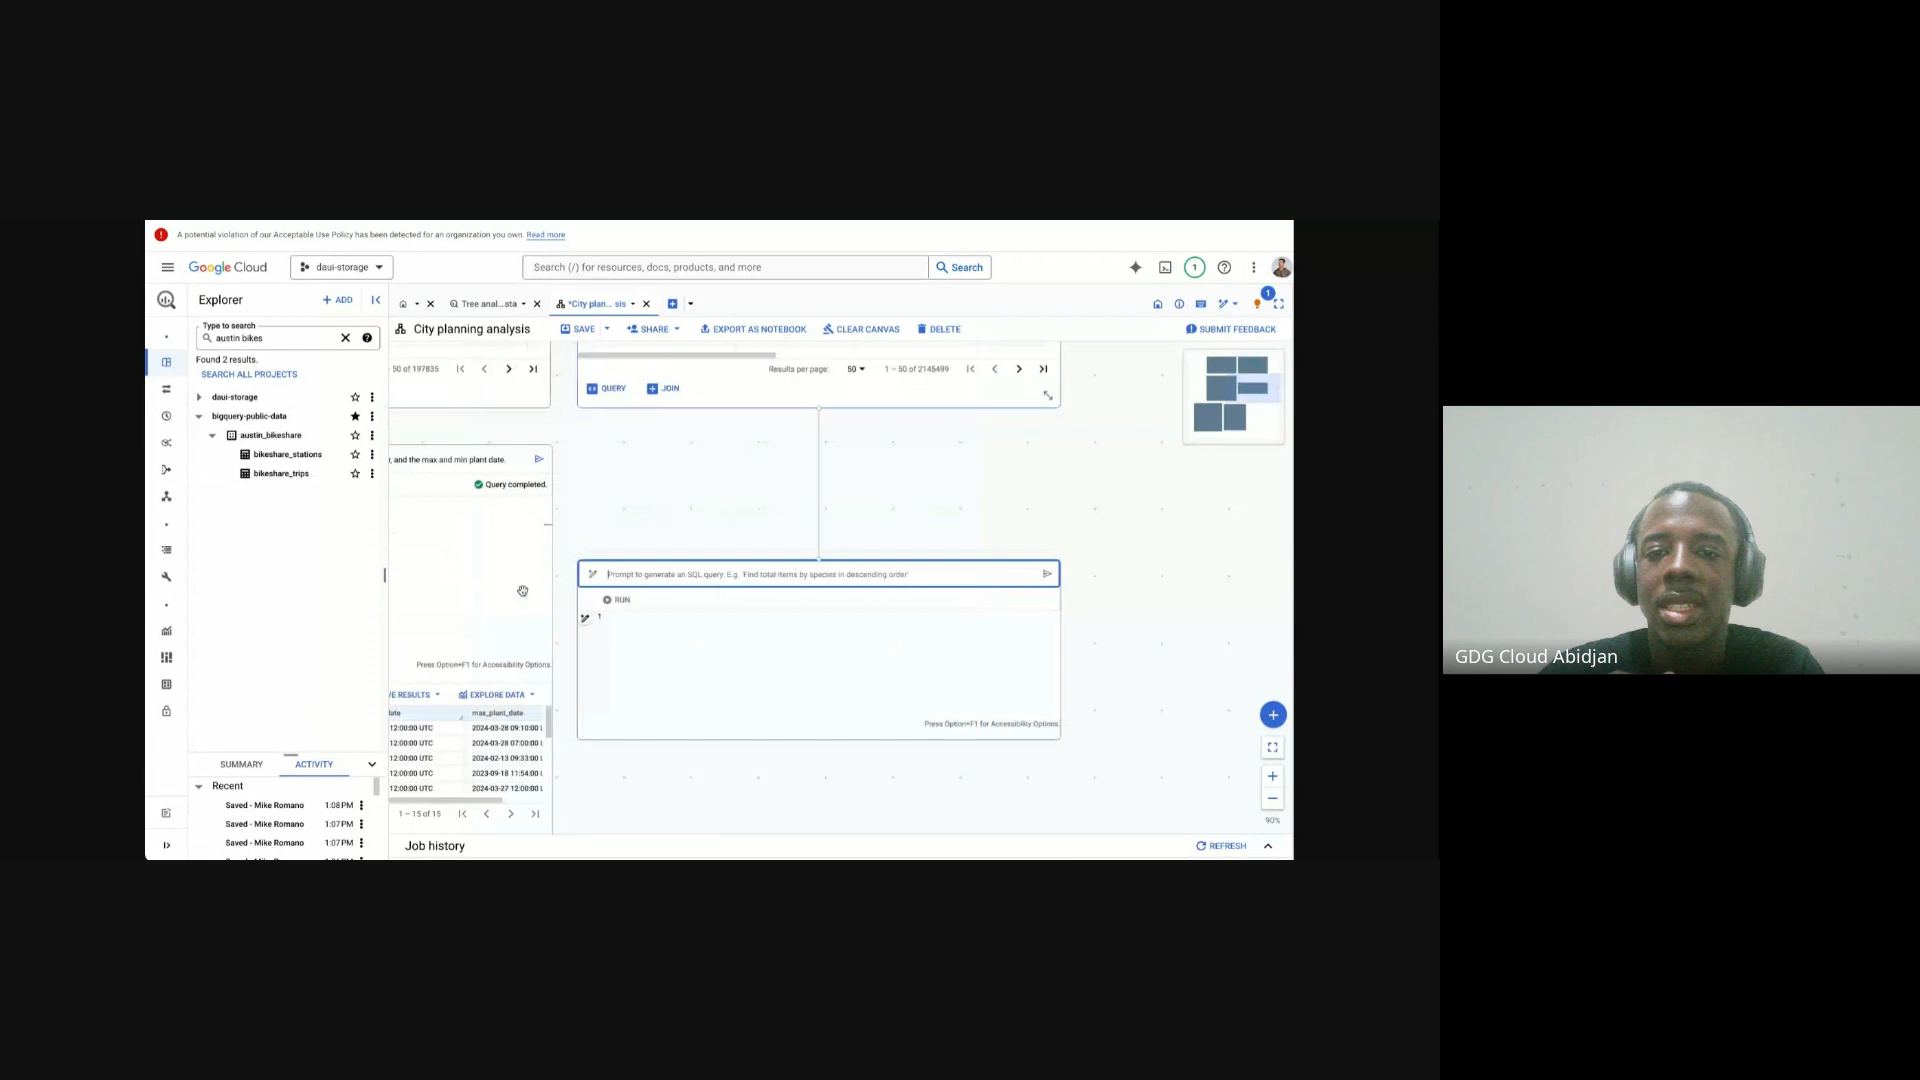 A potential violation of our Acceptable Use Policy has been detected for an organization you own. Read more
Google Cloud
daui-storage
Search (/) for resources, docs, products, and more
Search
1
Explorer
+ ADD
Tree anal...ata
*City plan... sis
1
Type to search
austin bikes
City planning analysis
SAVE
SHARE
EXPORT AS NOTEBOOK
CLEAR CANVAS
DELETE
SUBMIT FEEDBACK
Found 2 results.
SEARCH ALL PROJECTS
daui-storage
bigquery-public-data
austin_bikeshare
bikeshare_stations
bikeshare_trips
50 of 197835
Results per page:
50
1 – 50 of 2145499
QUERY
JOIN
, and the max and min plant date.
Query completed.
Prompt to generate an SQL query: E.g. 'Find total items by species in descending order'
RUN
1
Press Option+F1 for Accessibility Options.
Press Option+F1 for Accessibility Options.
VE RESULTS
EXPLORE DATA
max_plant_date
12:00:00 UTC
2024-03-28 09:10:00 U
12:00:00 UTC
2024-03-28 07:00:00 U
12:00:00 UTC
2024-02-13 09:33:00 U
12:00:00 UTC
2023-09-18 11:54:00 U
12:00:00 UTC
2024-03-27 12:00:00 U
1 – 15 of 15
90%
SUMMARY
ACTIVITY
Recent
Saved - Mike Romano
1:08 PM
Saved - Mike Romano
1:07 PM
Saved - Mike Romano
1:07 PM
Job history
REFRESH
GDG Cloud Abidjan